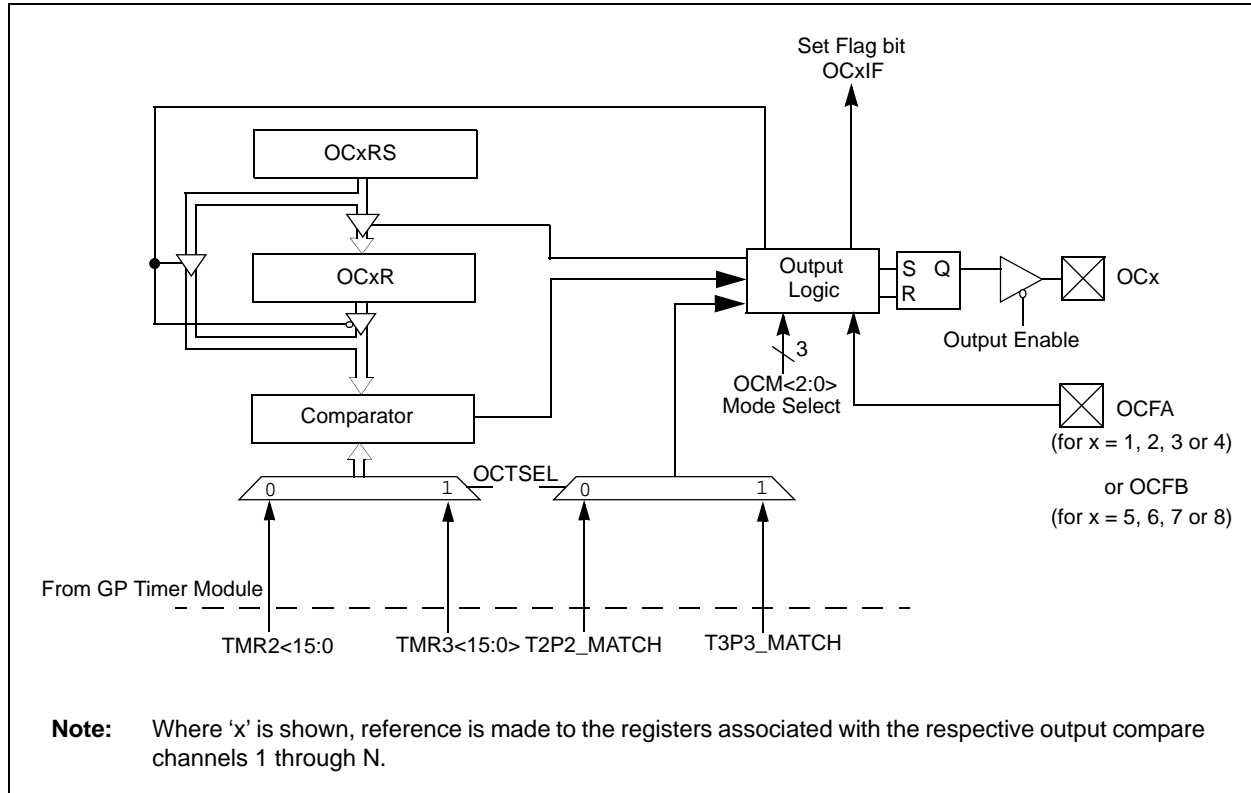 Set Flag bit
OCxIF
OCxRS
OCxR
Output
Logic
S Q
R
OCx
Output Enable
3
OCM<2:0>
Mode Select
Comparator
OCFA
(for x = 1, 2, 3 or 4)
or OCFB
(for x = 5, 6, 7 or 8)
0 1
OCTSEL
0 1
From GP Timer Module
TMR2<15:0
TMR3<15:0>
T2P2_MATCH
T3P3_MATCH
Note: Where ‘x’ is shown, reference is made to the registers associated with the respective output compare
channels 1 through N.